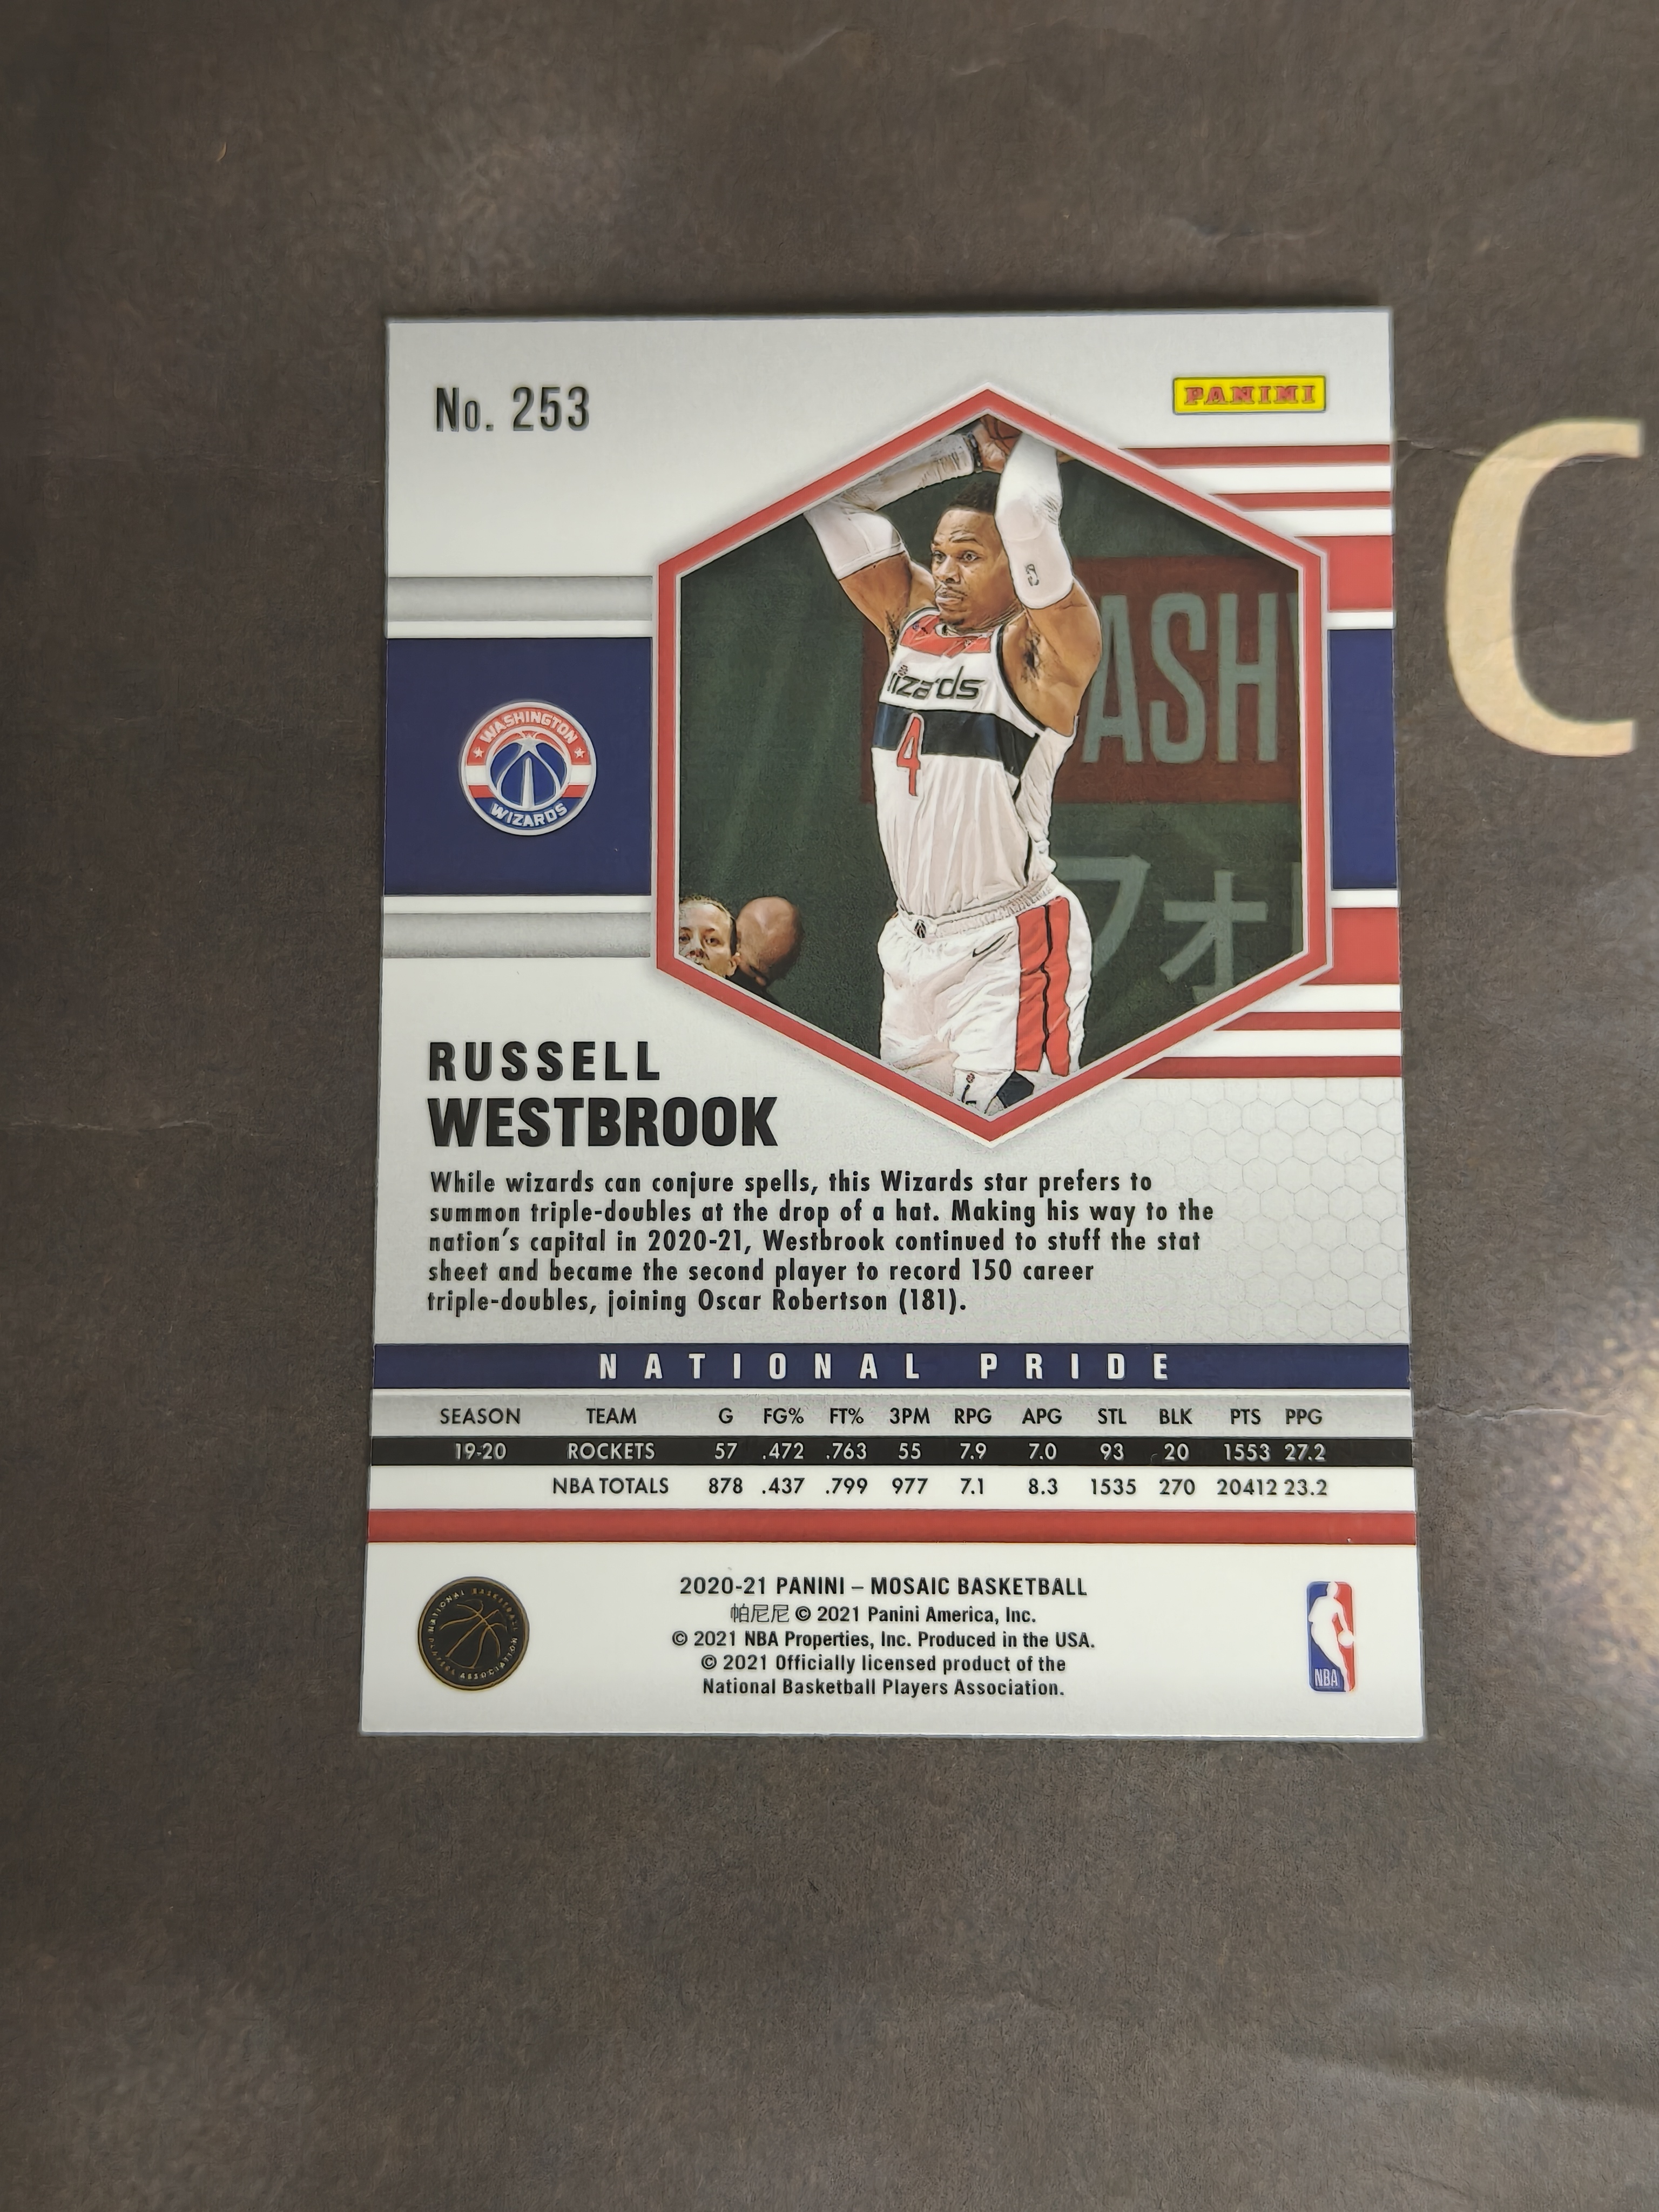 No. 253
PANINI
C
WASHINGTON
WIZARDS
ASH
izards
4
フォ
RUSSELL
WESTBROOK
While wizards can conjure spells, this Wizards star prefers to
summon triple-doubles at the drop of a hat. Making his way to the
nation's capital in 2020-21, Westbrook continued to stuff the stat
sheet and became the second player to record 150 career
triple-doubles, joining Oscar Robertson (181).
NATIONAL PRIDE
SEASON TEAM G FG% FT% 3PM RPG APG STL BLK PTS PPG
19-20 ROCKETS 57 .472 .763 55 7.9 7.0 93 20 1553 27.2
NBA TOTALS 878 .437 .799 977 7.1 8.3 1535 270 20412 23.2
2020-21 PANINI – MOSAIC BASKETBALL
帕尼尼 © 2021 Panini America, Inc.
© 2021 NBA Properties, Inc. Produced in the USA.
© 2021 Officially licensed product of the
National Basketball Players Association.
NATIONAL BASKETBALL PLAYERS ASSOCIATION
NBA